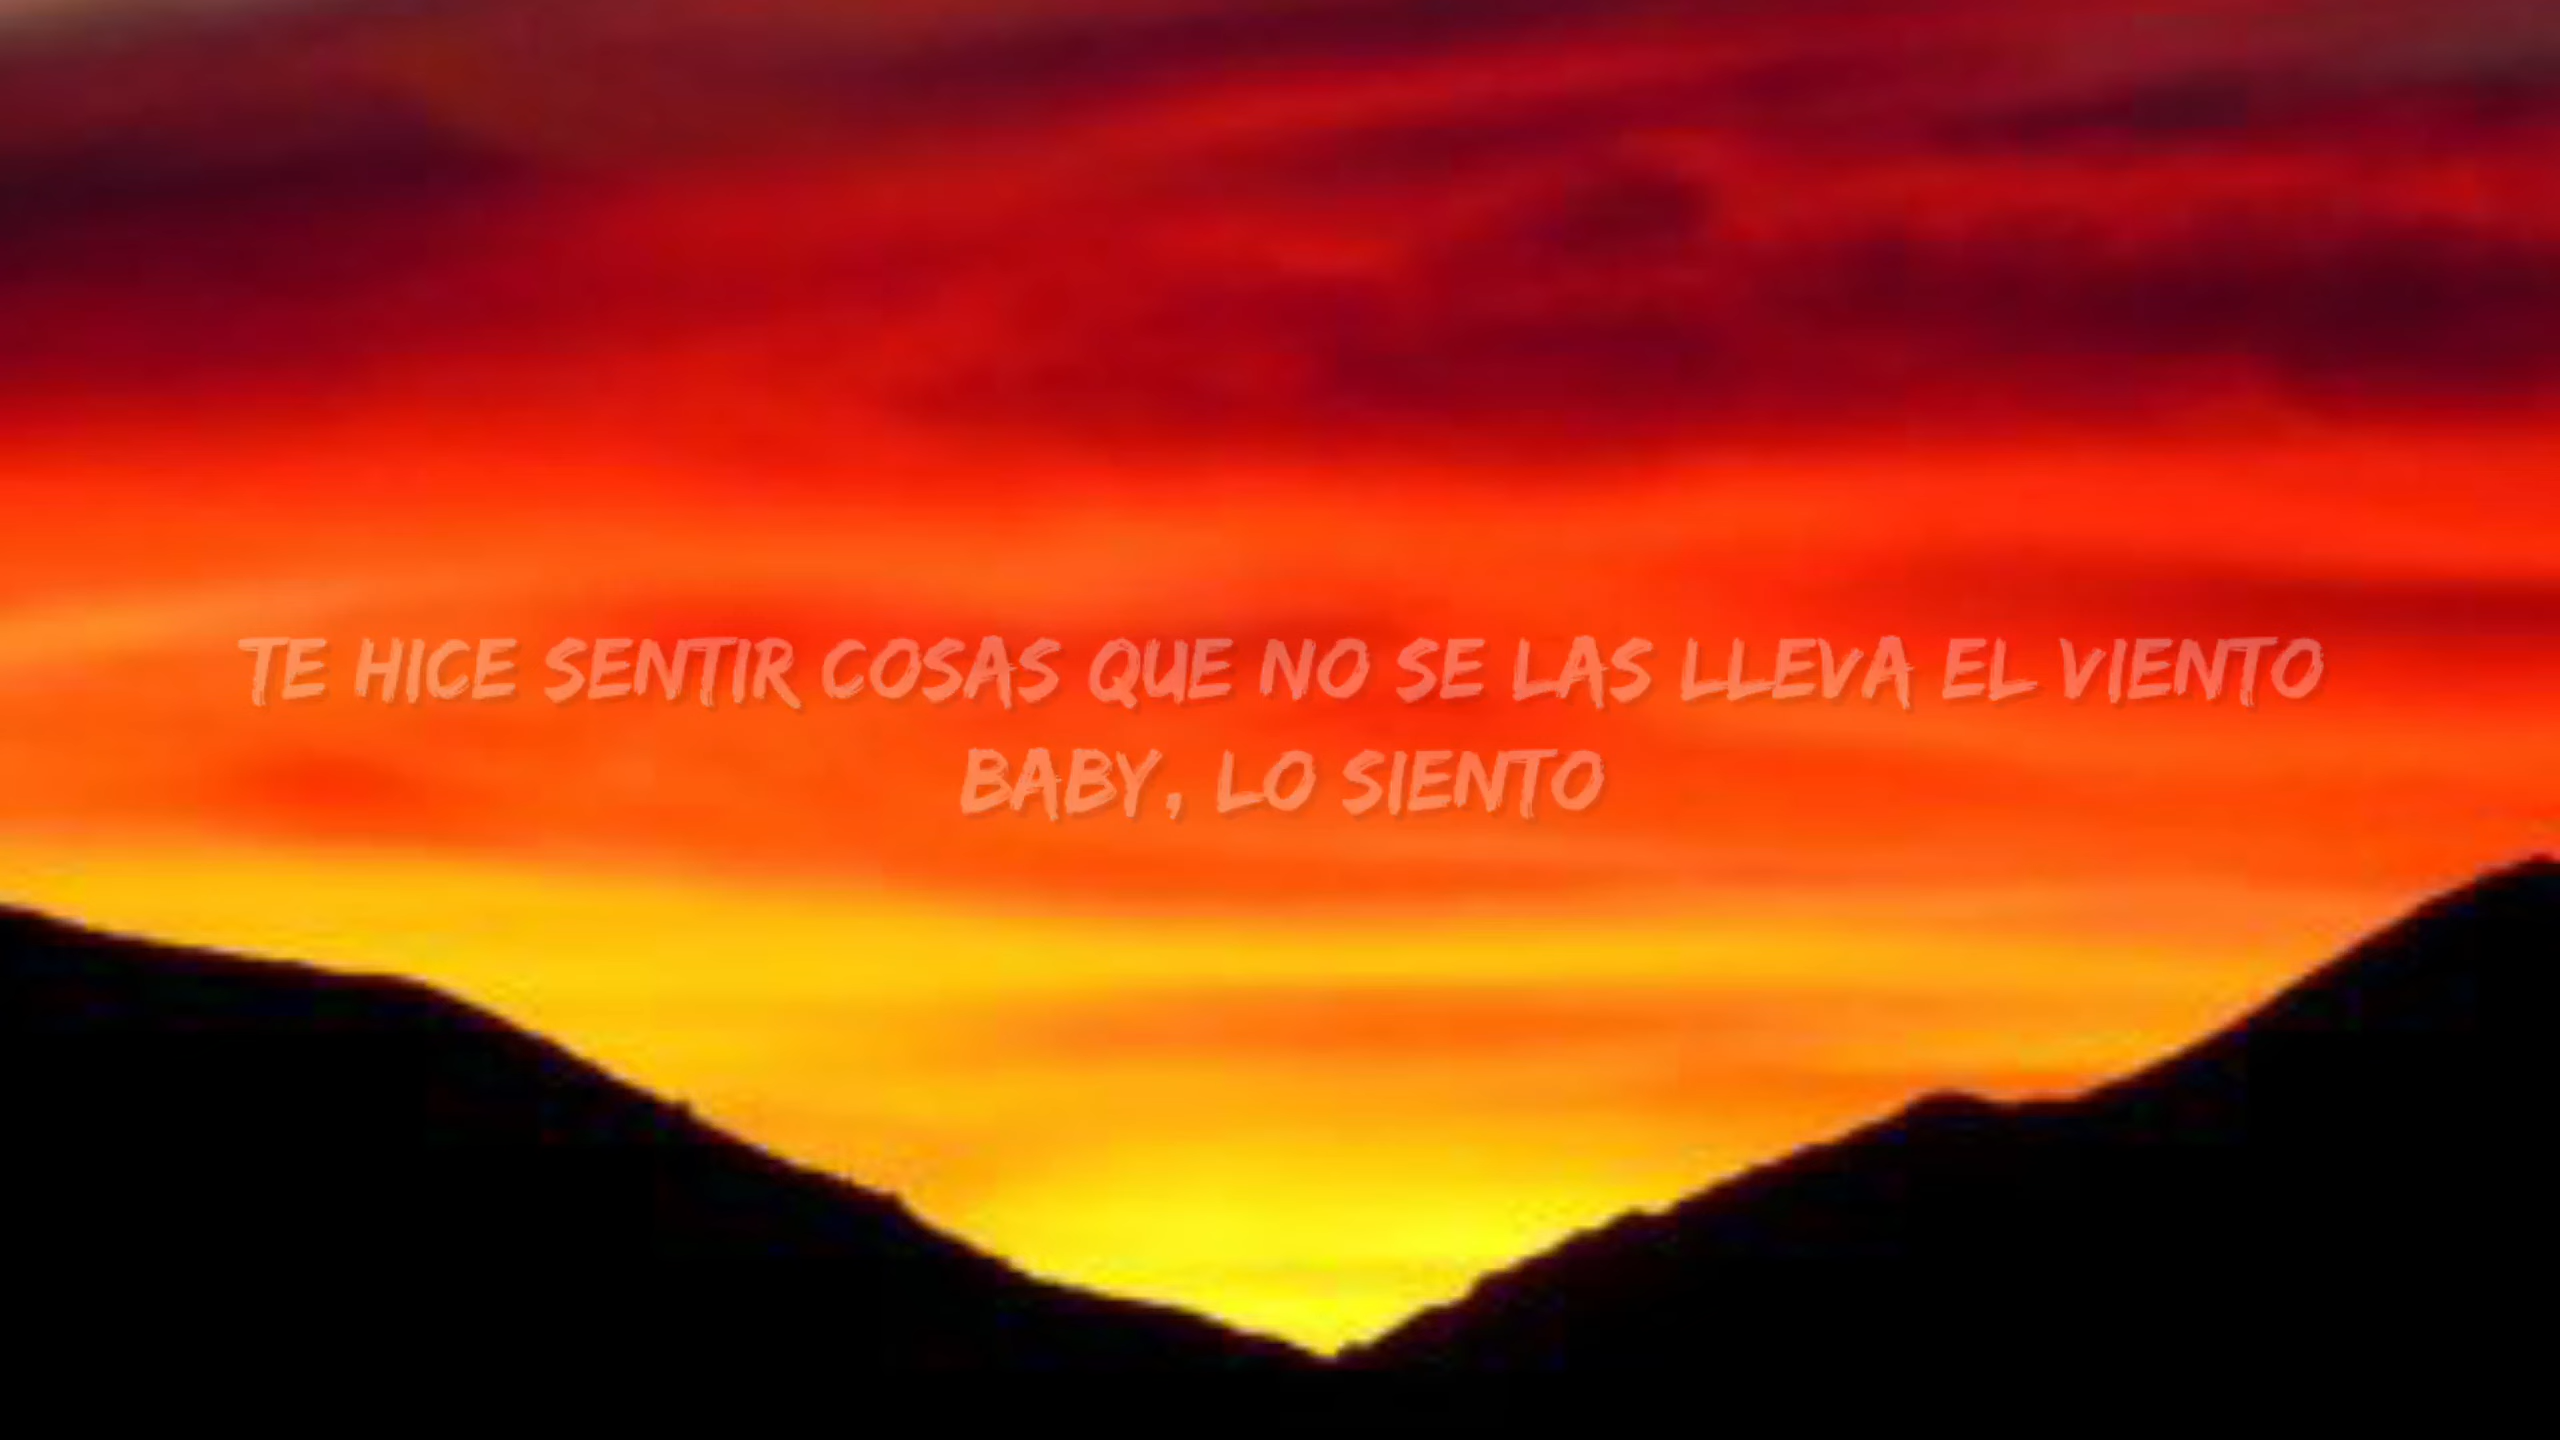 TE HICE SENTIR COSAS QUE NO SE LAS LLEVA EL VIENTO
BABY, LO SIENTO